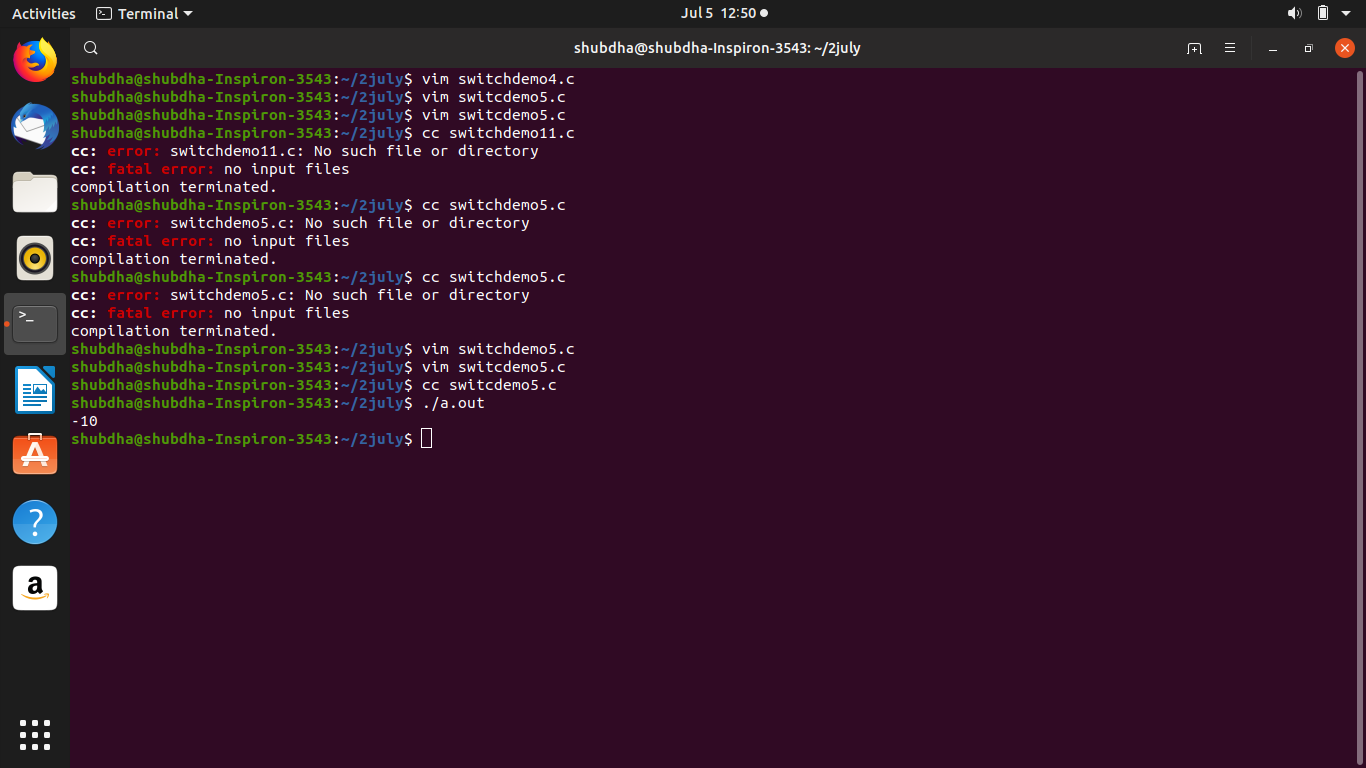 Activities Terminal Jul 5 12:50
shubdha@shubdha-Inspiron-3543: ~/2july
shubdha@shubdha-Inspiron-3543:~/2july$ vim switchdemo4.c
shubdha@shubdha-Inspiron-3543:~/2july$ vim switcdemo5.c
shubdha@shubdha-Inspiron-3543:~/2july$ vim switcdemo5.c
shubdha@shubdha-Inspiron-3543:~/2july$ cc switchdemo11.c
cc: error: switchdemo11.c: No such file or directory
cc: fatal error: no input files
compilation terminated.
shubdha@shubdha-Inspiron-3543:~/2july$ cc switchdemo5.c
cc: error: switchdemo5.c: No such file or directory
cc: fatal error: no input files
compilation terminated.
shubdha@shubdha-Inspiron-3543:~/2july$ cc switchdemo5.c
cc: error: switchdemo5.c: No such file or directory
cc: fatal error: no input files
compilation terminated.
shubdha@shubdha-Inspiron-3543:~/2july$ vim switchdemo5.c
shubdha@shubdha-Inspiron-3543:~/2july$ vim switcdemo5.c
shubdha@shubdha-Inspiron-3543:~/2july$ cc switcdemo5.c
shubdha@shubdha-Inspiron-3543:~/2july$ ./a.out
-10
shubdha@shubdha-Inspiron-3543:~/2july$